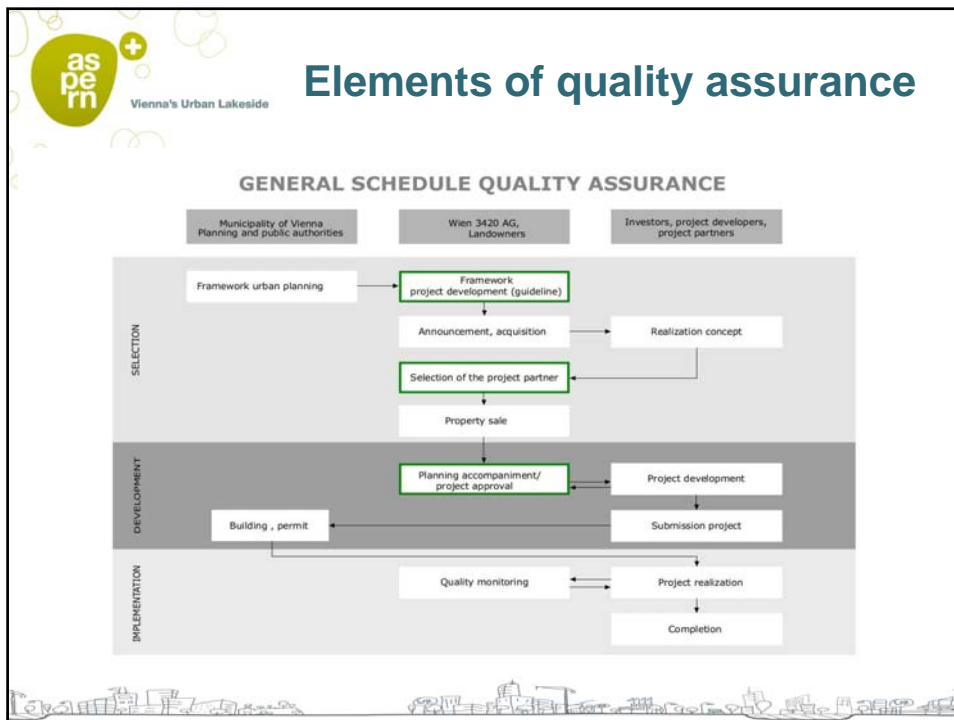 as
pe
rn
Vienna's Urban Lakeside
Elements of quality assurance
GENERAL SCHEDULE QUALITY ASSURANCE
Municipality of Vienna
Planning and public authorities
Wien 3420 AG,
Landowners
Investors, project developers,
project partners
SELECTION
Framework urban planning
Framework
project development (guideline)
Announcement, acquisition
Realization concept
Selection of the project partner
Property sale
DEVELOPMENT
Planning accompaniment/
project approval
Project development
Building , permit
Submission project
IMPLEMENTATION
Quality monitoring
Project realization
Completion